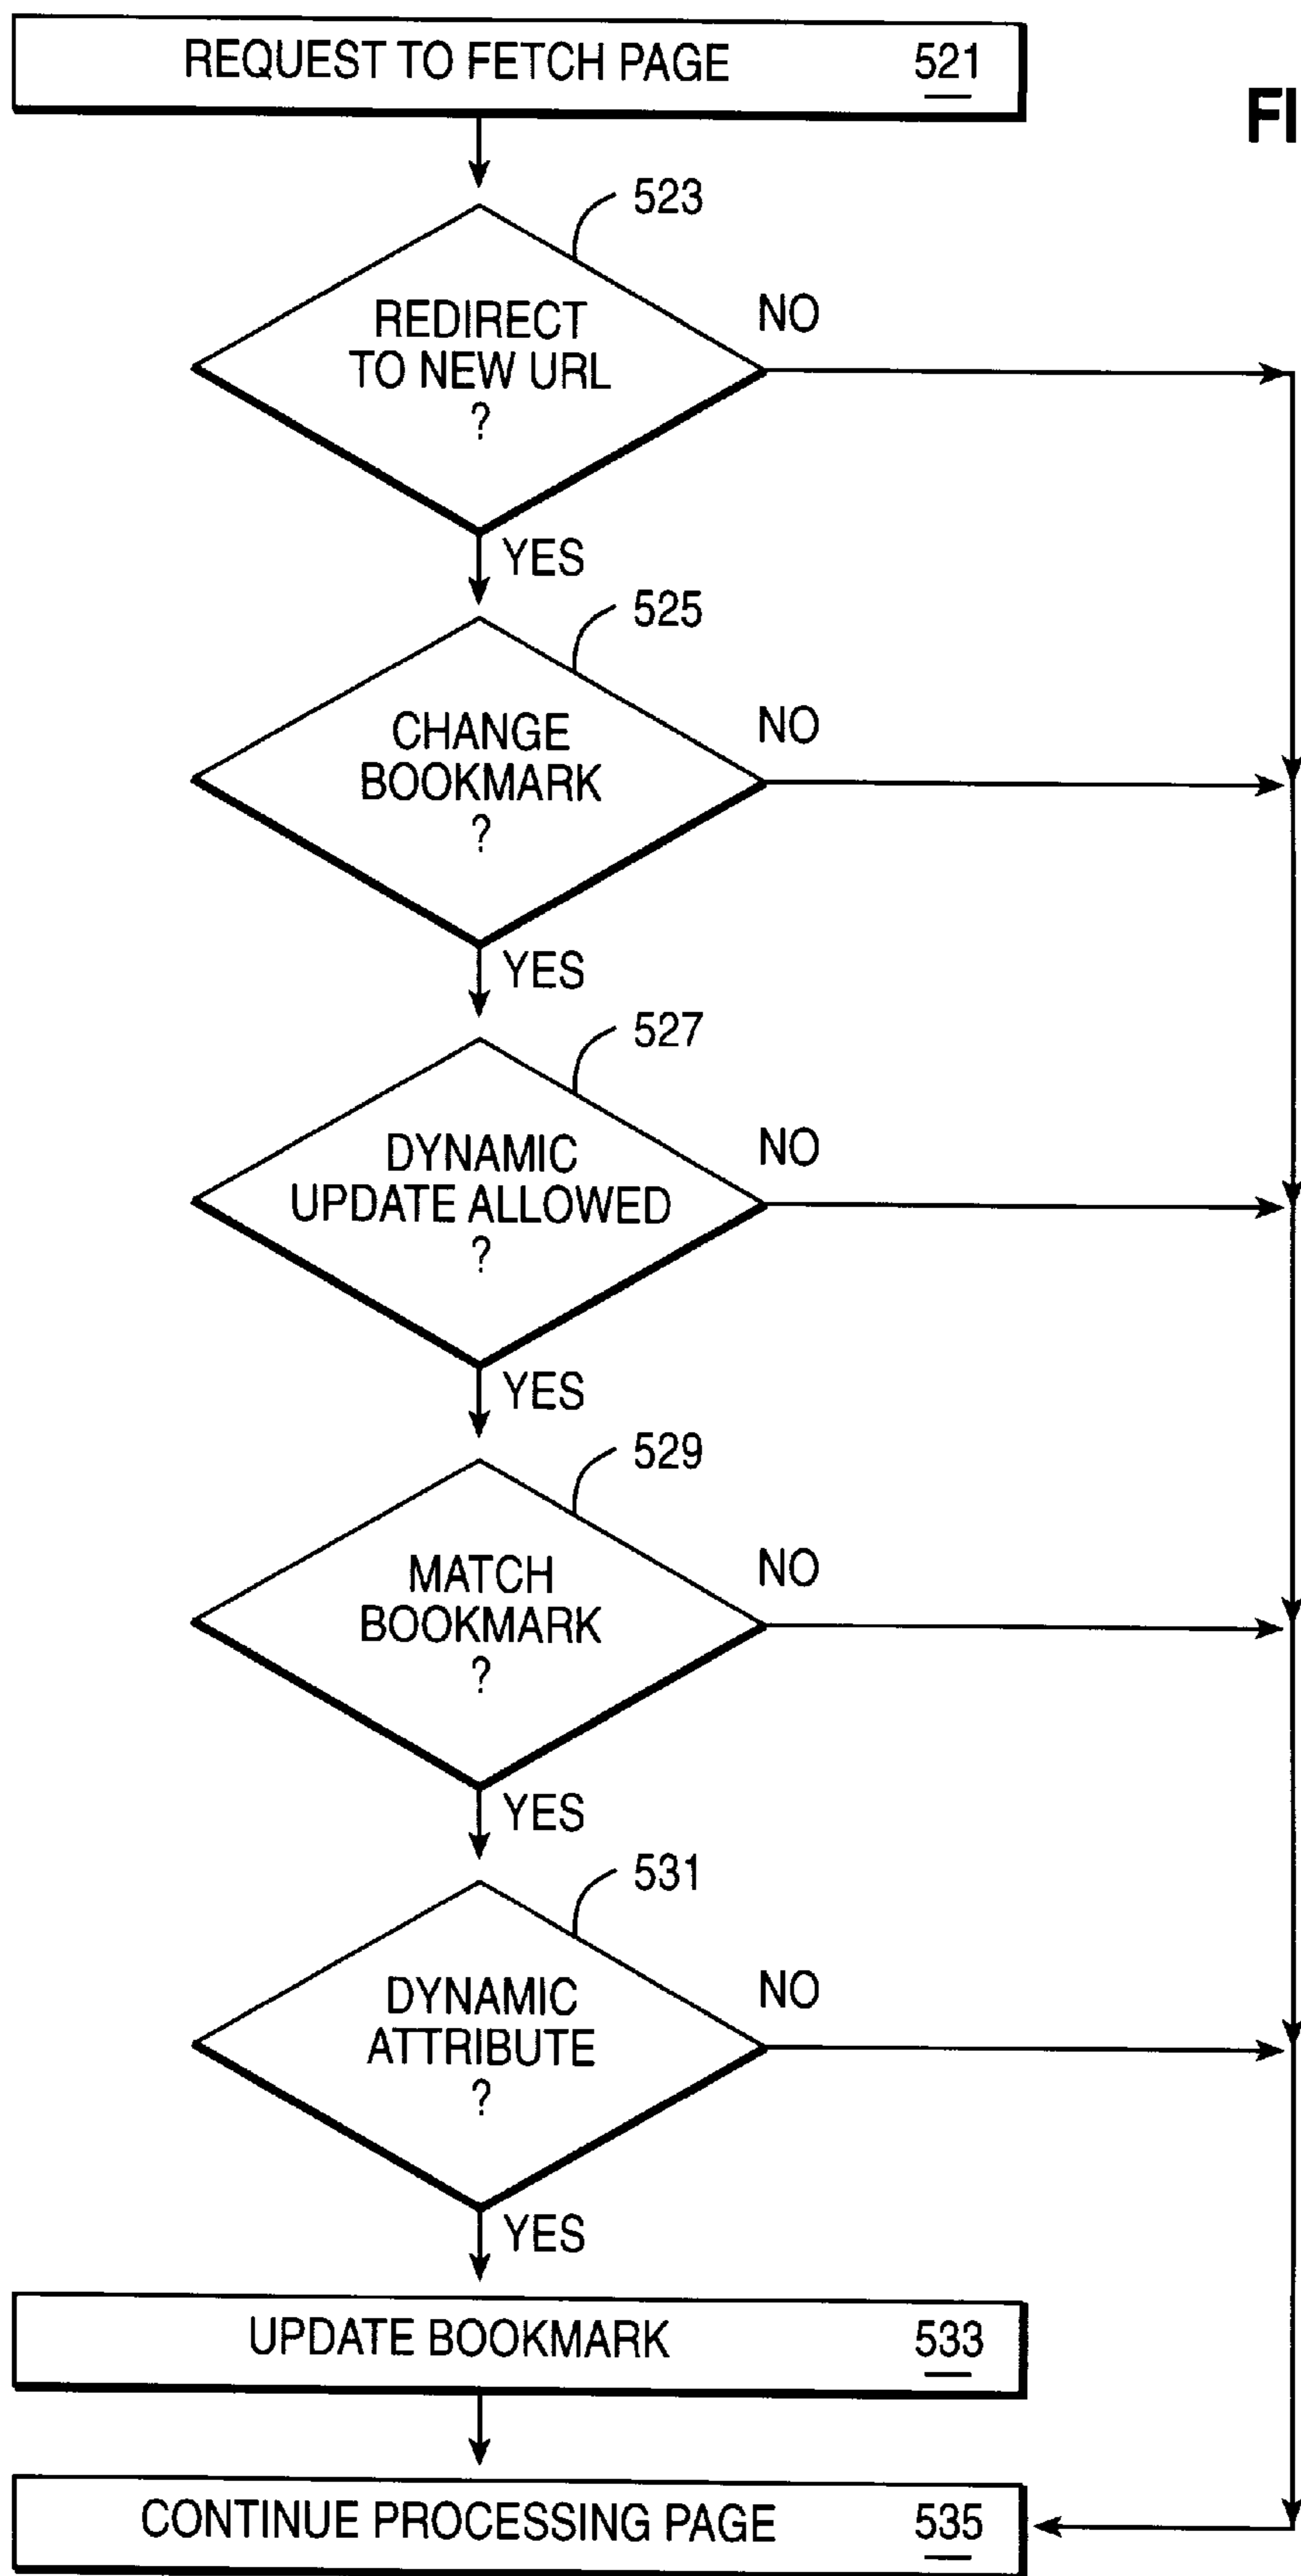 REQUEST TO FETCH PAGE 521
FI
523
REDIRECT
TO NEW URL
?
NO
YES
525
CHANGE
BOOKMARK
?
NO
YES
527
DYNAMIC
UPDATE ALLOWED
?
NO
YES
529
MATCH
BOOKMARK
?
NO
YES
531
DYNAMIC
ATTRIBUTE
?
NO
YES
UPDATE BOOKMARK 533
CONTINUE PROCESSING PAGE 535